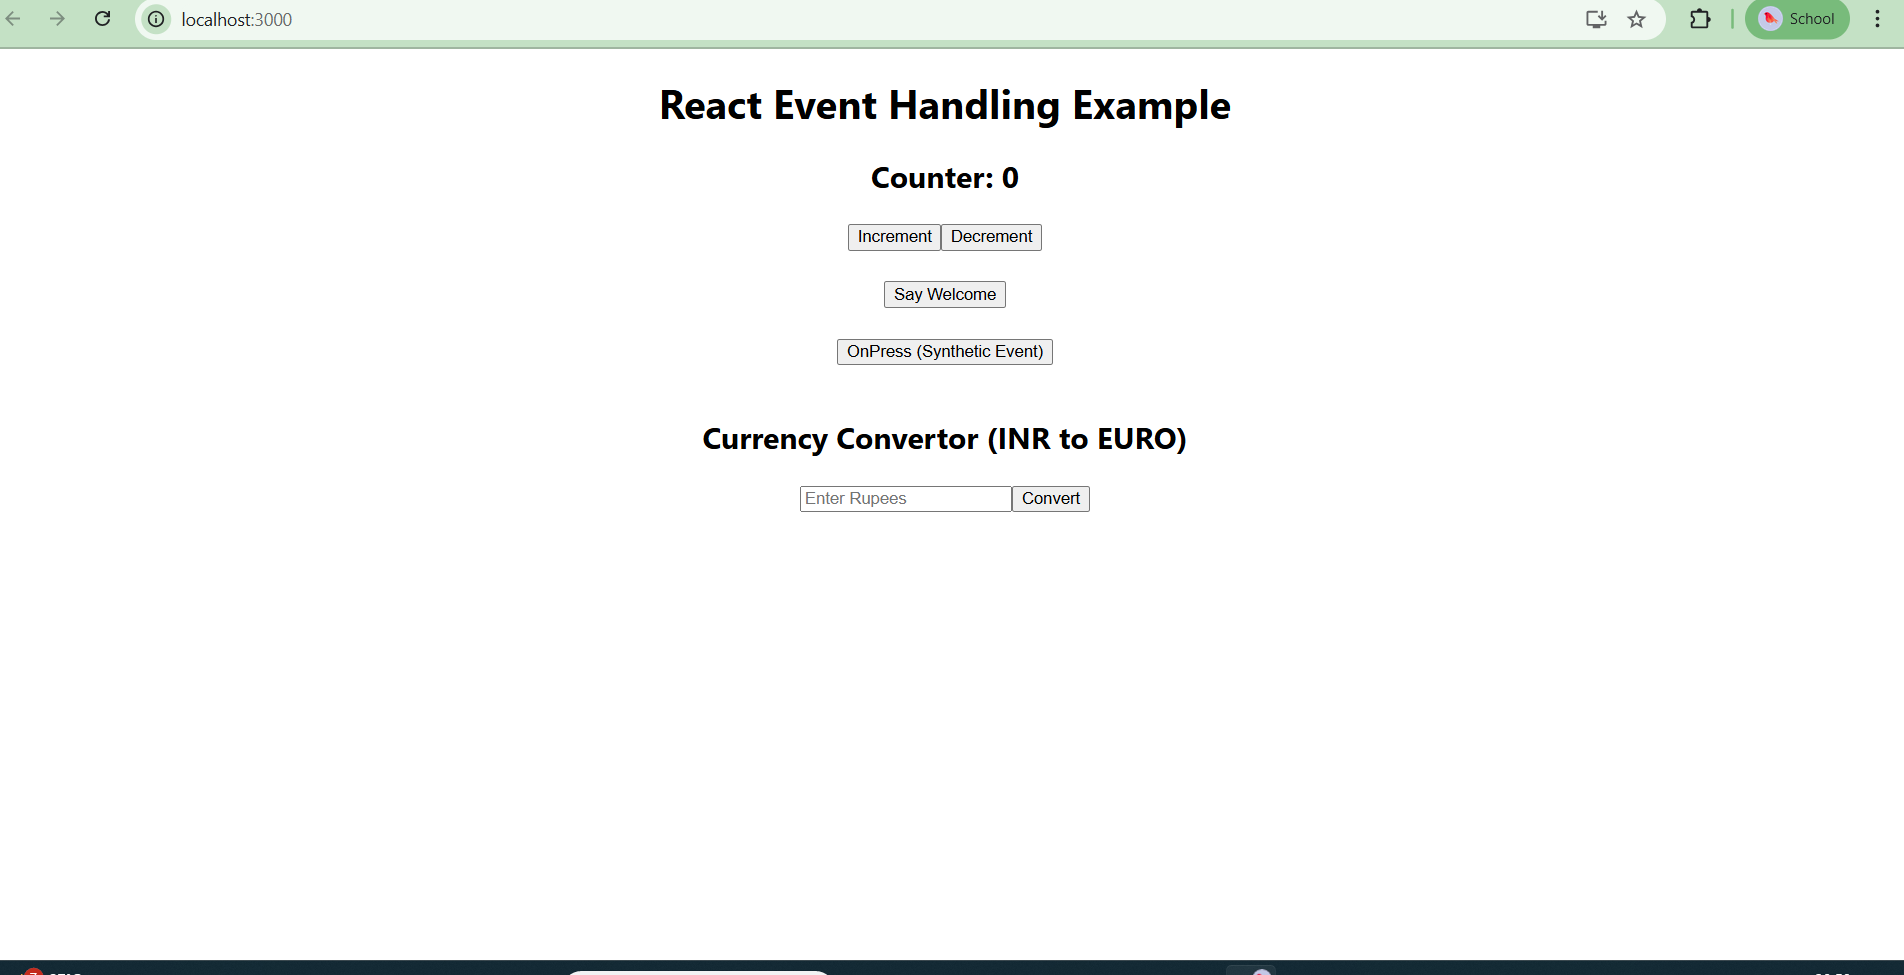 localhost:3000
School
React Event Handling Example
Counter: 0
Increment Decrement
Say Welcome
OnPress (Synthetic Event)
Currency Convertor (INR to EURO)
Enter Rupees Convert